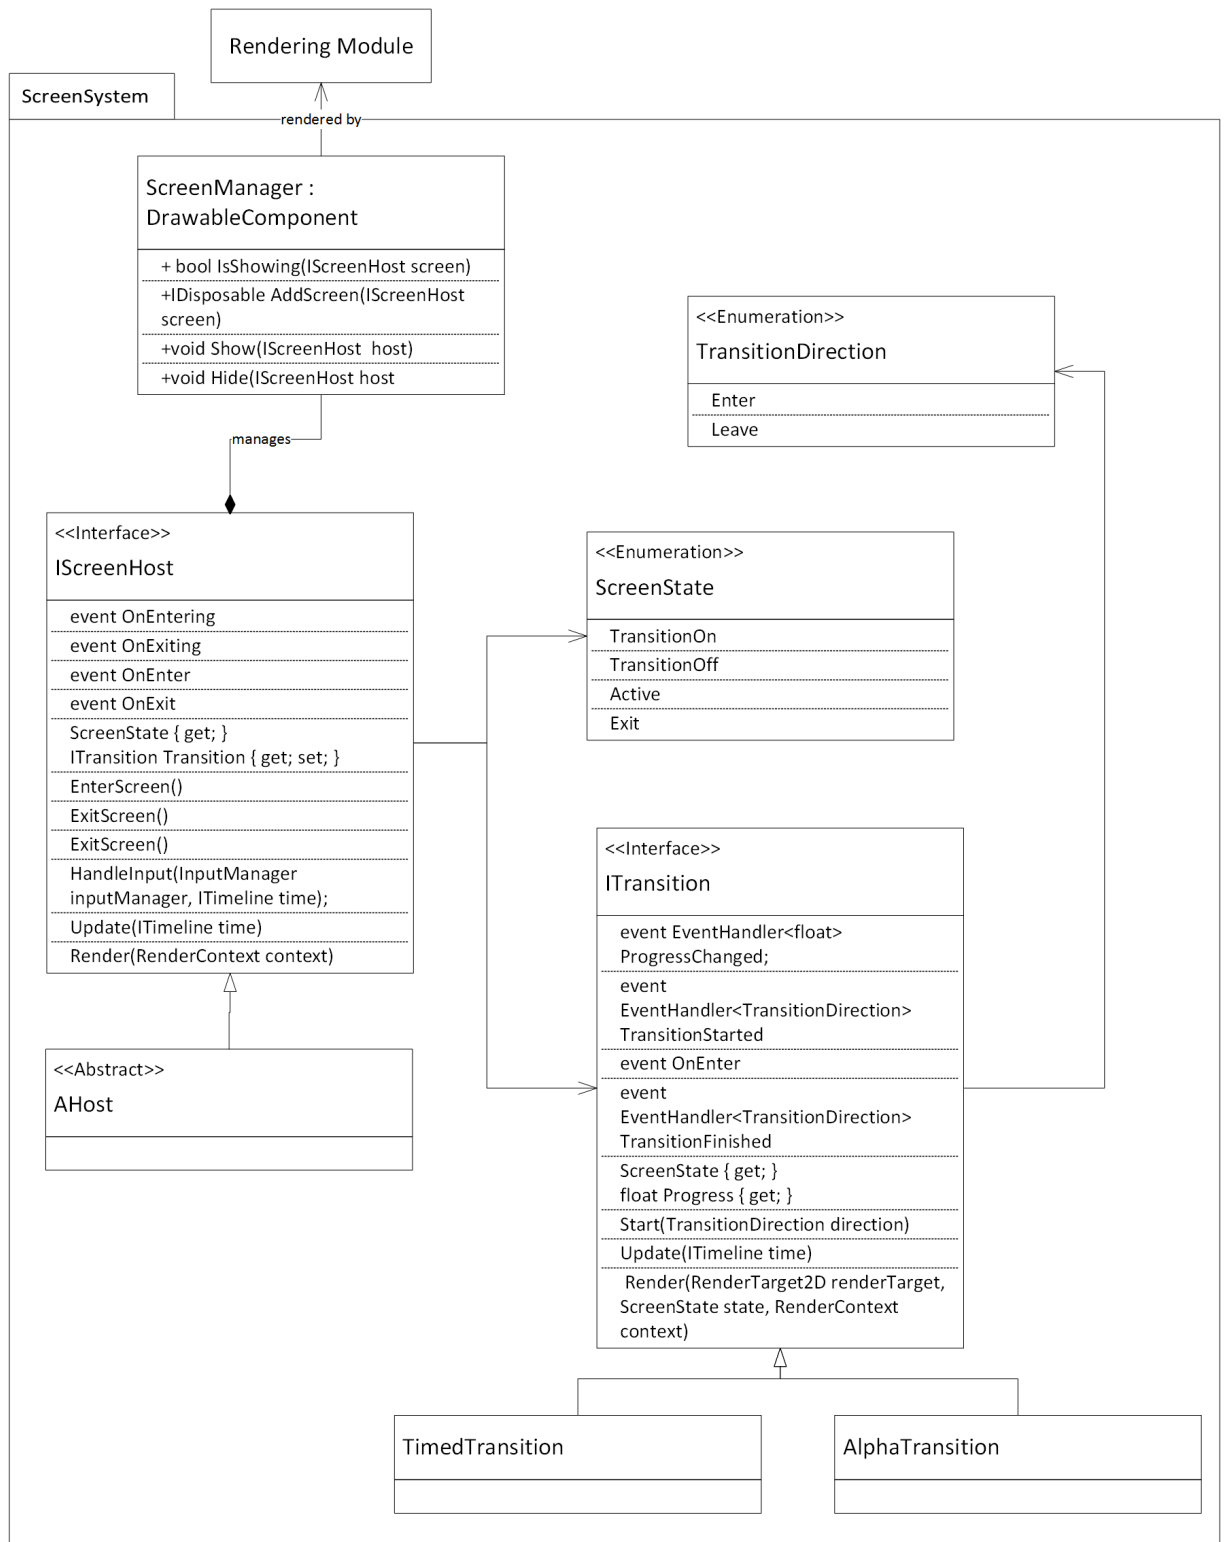 Rendering Module
ScreenSystem
rendered by
ScreenManager :
DrawableComponent
+ bool IsShowing(IScreenHost screen)
+IDisposable AddScreen(IScreenHost
screen)
+void Show(IScreenHost  host)
+void Hide(IScreenHost host
manages
<<Enumeration>>
TransitionDirection
Enter
Leave
<<Interface>>
IScreenHost
event OnEntering
event OnExiting
event OnEnter
event OnExit
ScreenState { get; }
ITransition Transition { get; set; }
EnterScreen()
ExitScreen()
ExitScreen()
HandleInput(InputManager
inputManager, ITimeline time);
Update(ITimeline time)
Render(RenderContext context)
<<Enumeration>>
ScreenState
TransitionOn
TransitionOff
Active
Exit
<<Abstract>>
AHost
<<Interface>>
ITransition
event EventHandler<float>
ProgressChanged;
event
EventHandler<TransitionDirection>
TransitionStarted
event OnEnter
event
EventHandler<TransitionDirection>
TransitionFinished
ScreenState { get; }
float Progress { get; }
Start(TransitionDirection direction)
Update(ITimeline time)
Render(RenderTarget2D renderTarget,
ScreenState state, RenderContext
context)
TimedTransition
AlphaTransition